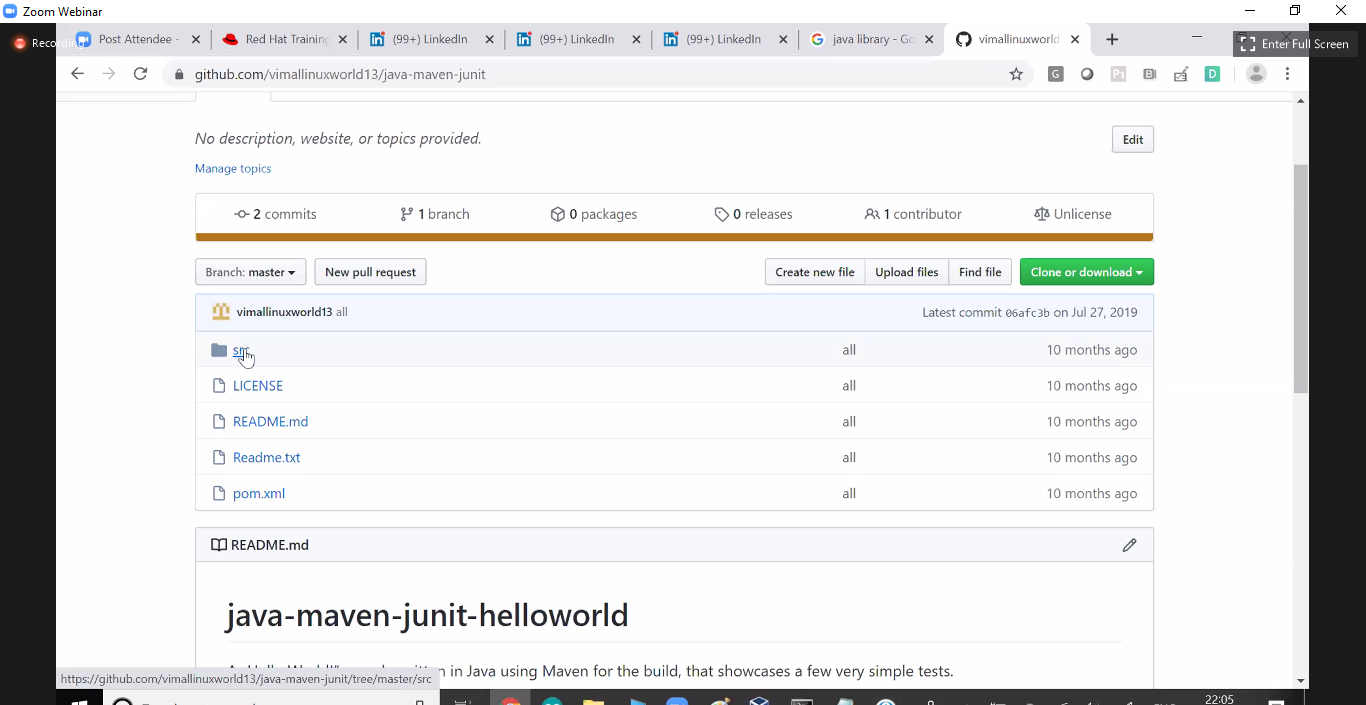 Zoom Webinar
Recording
Post Attendee -
Red Hat Training
(99+) LinkedIn
(99+) LinkedIn
(99+) LinkedIn
java library - Go
vimallinuxworld
Enter Full Screen
github.com/vimallinuxworld13/java-maven-junit
No description, website, or topics provided.
Edit
Manage topics
2 commits
1 branch
0 packages
0 releases
1 contributor
Unlicense
Branch: master
New pull request
Create new file
Upload files
Find file
Clone or download
vimallinuxworld13 all
Latest commit 06afc3b on Jul 27, 2019
src
all
10 months ago
LICENSE
all
10 months ago
README.md
all
10 months ago
Readme.txt
all
10 months ago
pom.xml
all
10 months ago
README.md
java-maven-junit-helloworld
in Java using Maven for the build, that showcases a few very simple tests.
https://github.com/vimallinuxworld13/java-maven-junit/tree/master/src
22:05